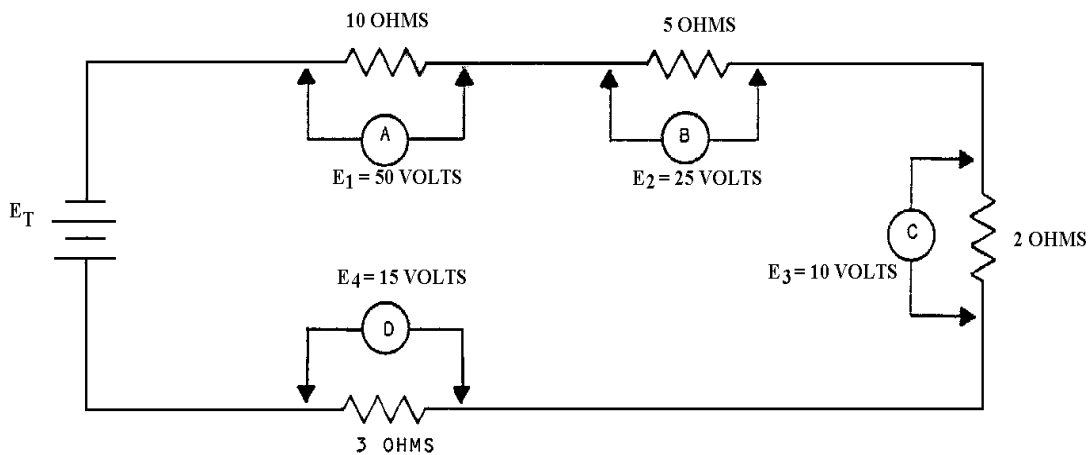 10 OHMS
5 OHMS
A
B
E1 = 50 VOLTS
E2 = 25 VOLTS
ET
C
2 OHMS
E3 = 10 VOLTS
E4 = 15 VOLTS
D
3 OHMS